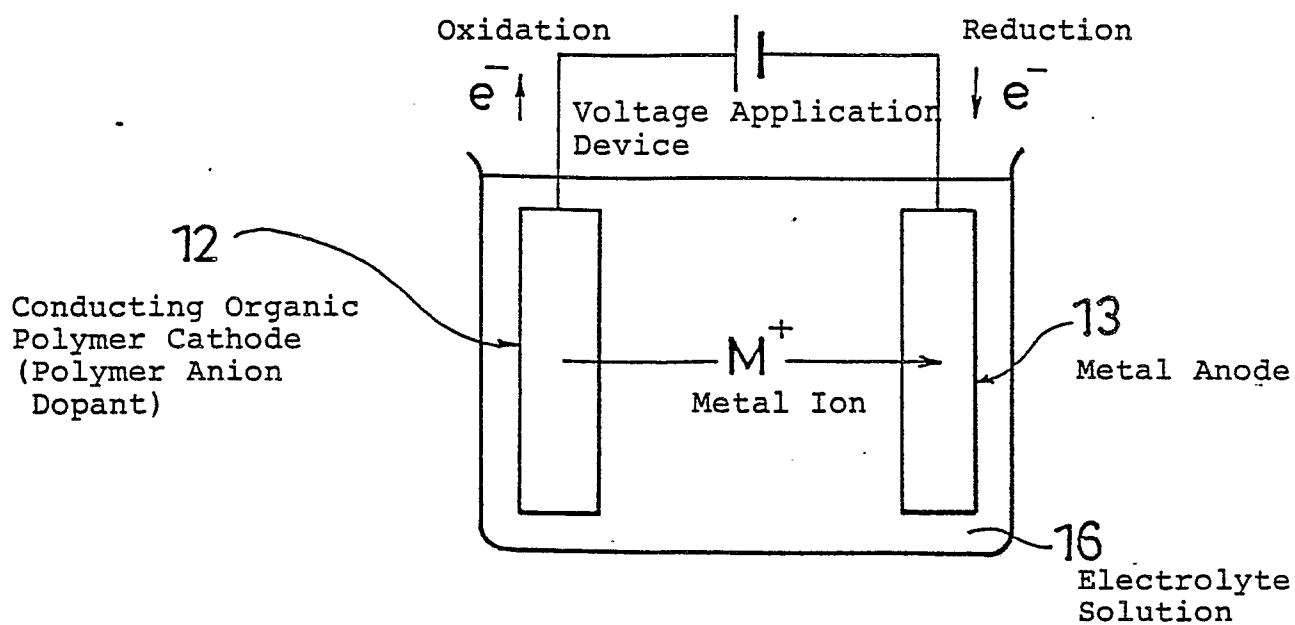 Oxidation
Reduction
e⁻
e⁻
Voltage Application
Device
12
Conducting Organic
Polymer Cathode
(Polymer Anion
Dopant)
M⁺
Metal Ion
13
Metal Anode
16
Electrolyte
Solution